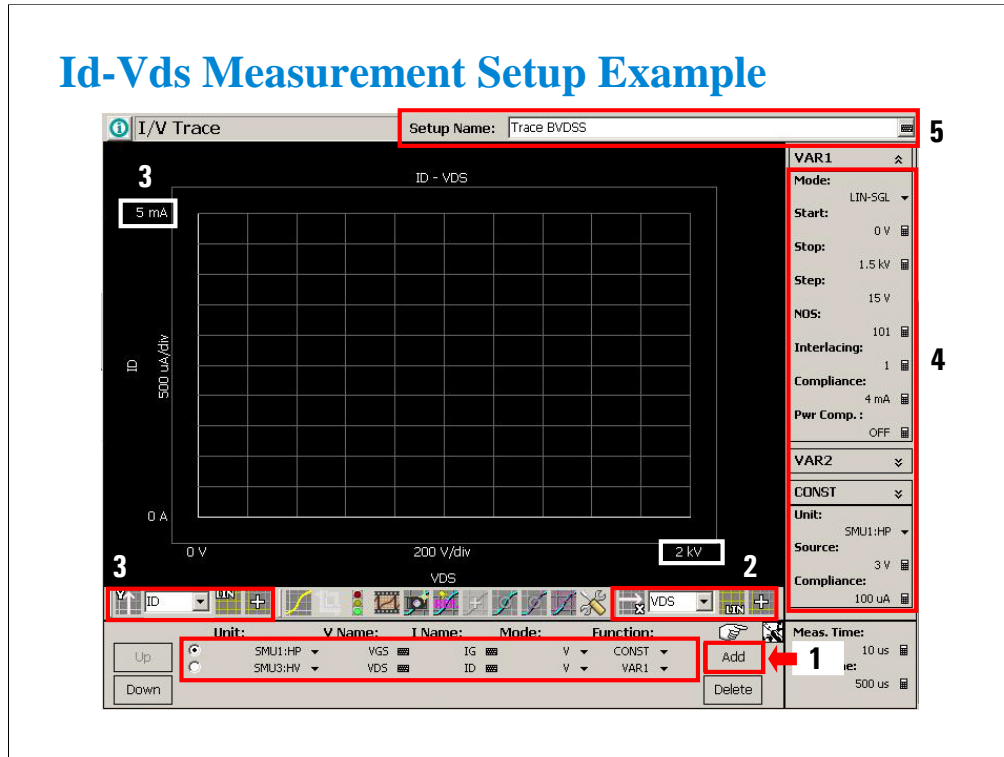 Id-Vds Measurement Setup Example
I/V Trace
Setup Name: Trace BVDSS
5
3
ID - VDS
5 mA
ID
500 uA/div
0 A
0 V
200 V/div
2 kV
VDS
VAR1
Mode:
LIN-SGL
Start:
0 V
Stop:
1.5 kV
Step:
15 V
NOS:
101
Interlacing:
1
Compliance:
4 mA
Pwr Comp. :
OFF
4
VAR2
CONST
Unit:
SMU1:HP
Source:
3 V
Compliance:
100 uA
3
2
Y ID LIN
X VDS LIN
Unit: V Name: I Name: Mode: Function:
Up
SMU1:HP VGS IG V CONST
SMU3:HV VDS ID V VAR1
Down
Add
1
Delete
Meas. Time:
10 us
e:
500 us